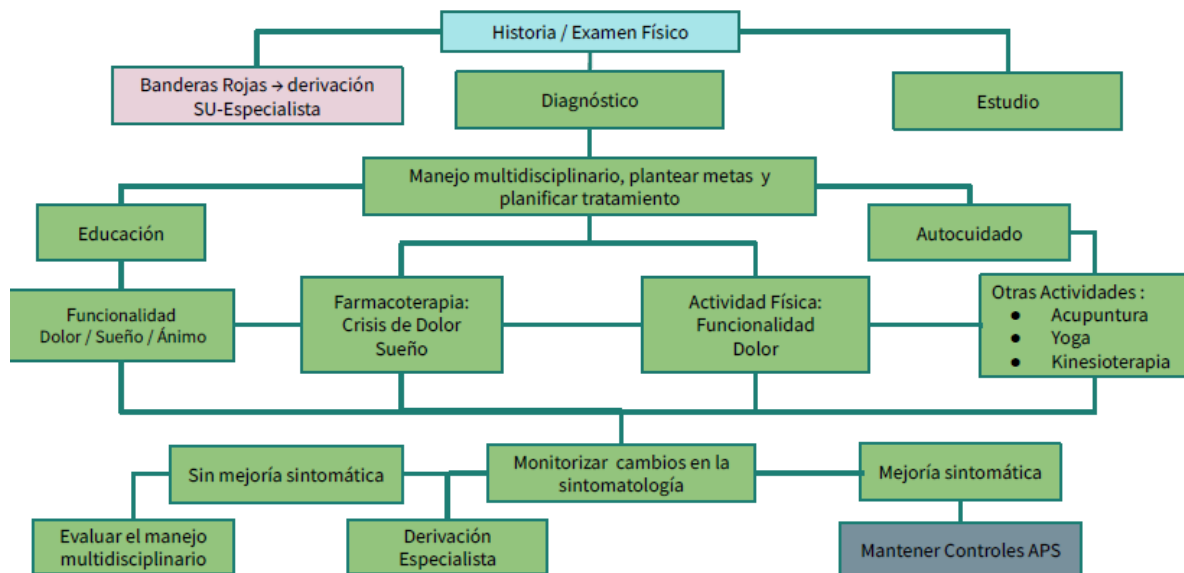 Historia / Examen Físico
Banderas Rojas → derivación
SU-Especialista
Diagnóstico
Estudio
Manejo multidisciplinario, plantear metas y
planificar tratamiento
Educación
Autocuidado
Funcionalidad
Dolor / Sueño / Ánimo
Farmacoterapia:
Crisis de Dolor
Sueño
Actividad Física:
Funcionalidad
Dolor
Otras Actividades :
● Acupuntura
● Yoga
● Kinesioterapia
Sin mejoría sintomática
Monitorizar cambios en la
sintomatología
Mejoría sintomática
Evaluar el manejo
multidisciplinario
Derivación
Especialista
Mantener Controles APS